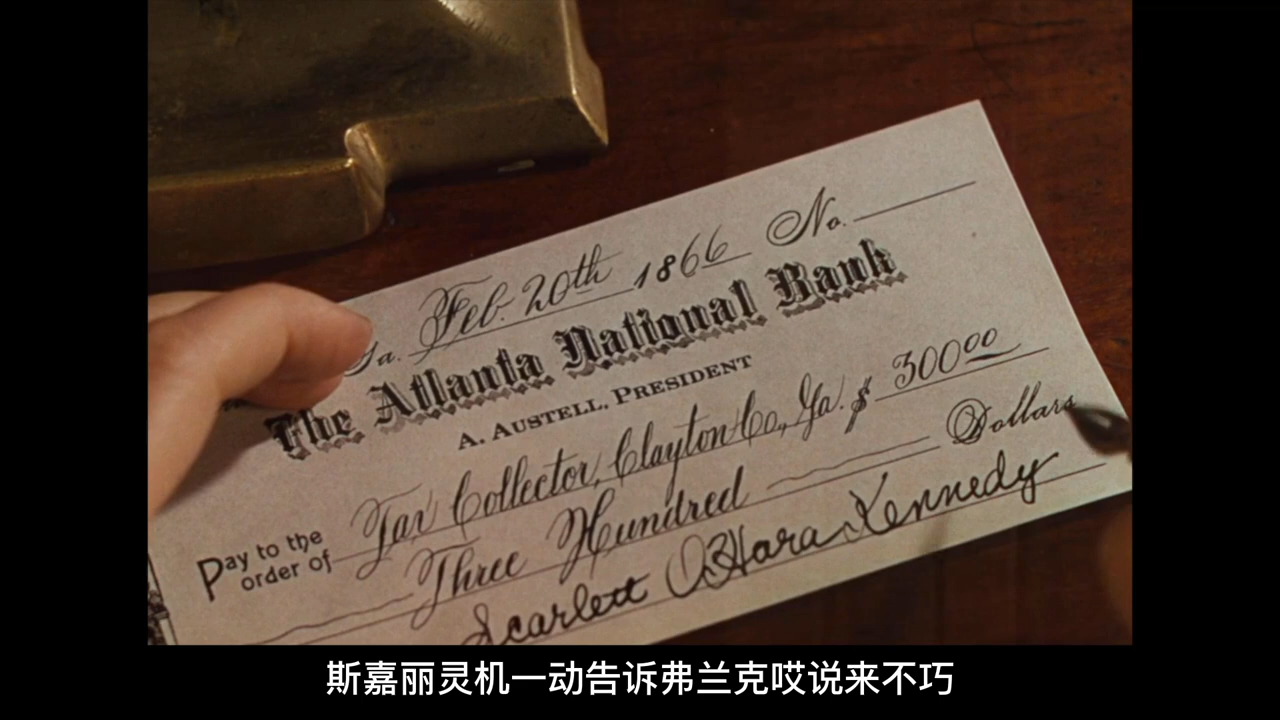 Ga. Feb. 20th 1866 No.
The Atlanta National Bank
A. AUSTELL, PRESIDENT
Pay to the order of Tax Collector, Clayton Co., Ga. $ 300 00
Three Hundred Dollars
Scarlett O'Hara Kennedy
斯嘉丽灵机一动告诉弗兰克哎说来不巧